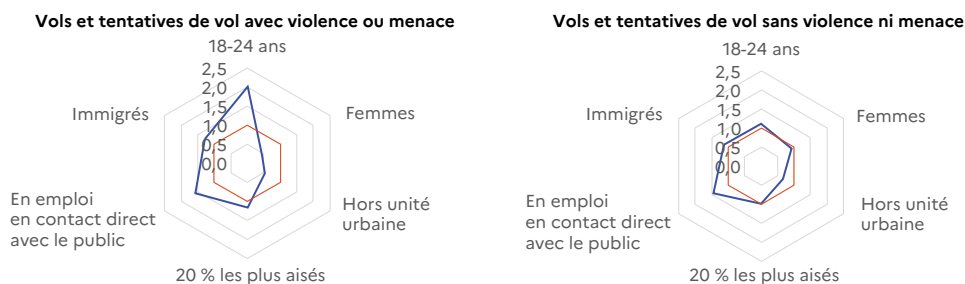 Vols et tentatives de vol avec violence ou menace
18-24 ans
2,5
2,0
1,5
1,0
0,5
0,0
Immigrés
Femmes
En emploi
en contact direct
avec le public
Hors unité
urbaine
20 % les plus aisés
Vols et tentatives de vol sans violence ni menace
18-24 ans
2,5
2,0
1,5
1,0
0,5
0,0
Immigrés
Femmes
En emploi
en contact direct
avec le public
Hors unité
urbaine
20 % les plus aisés